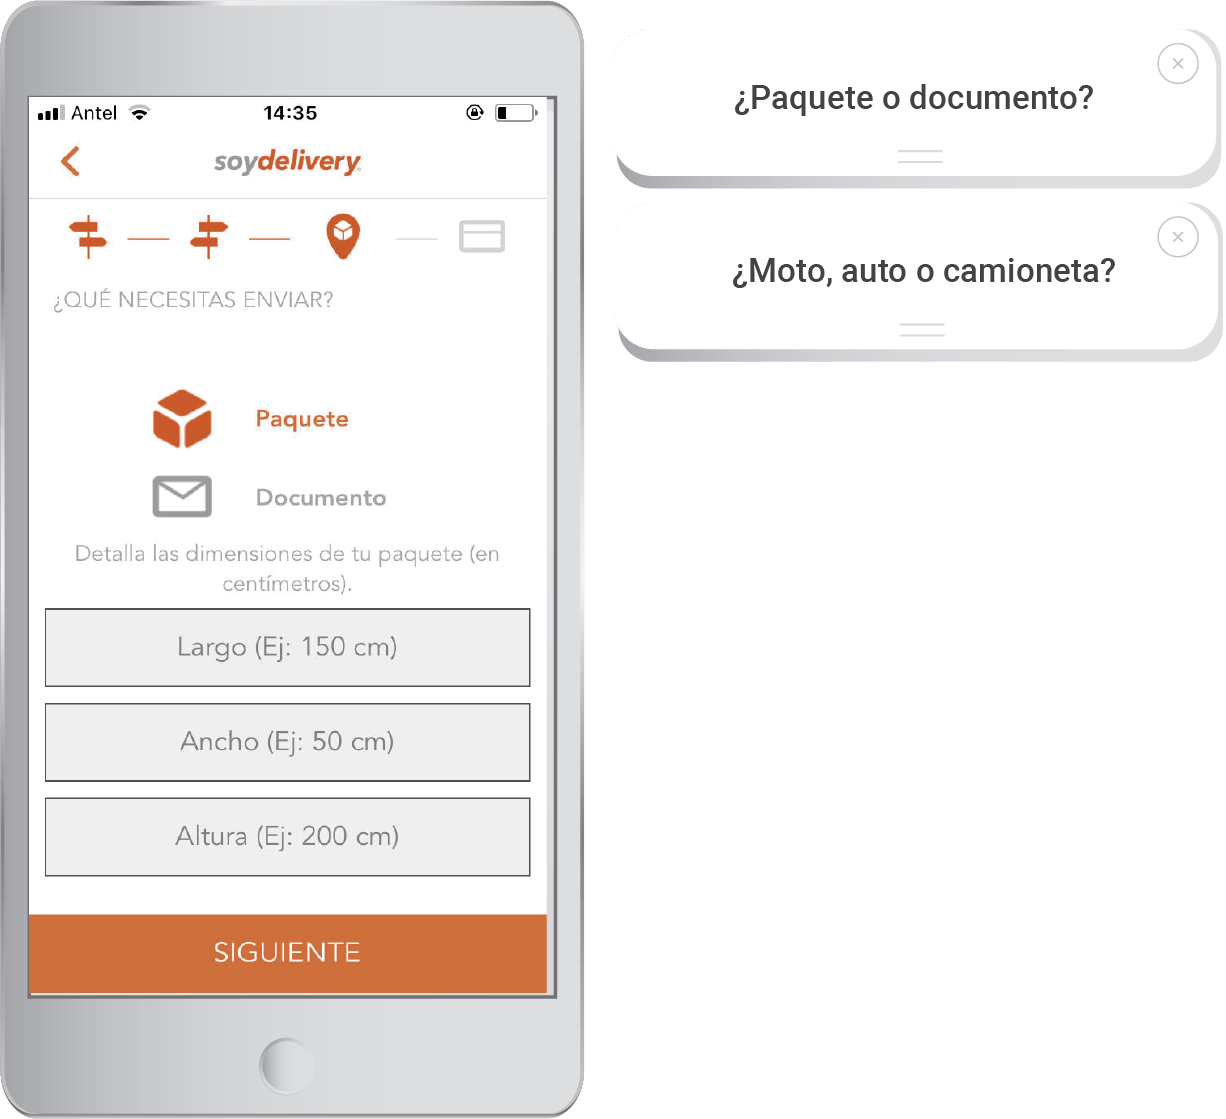 Antel
14:35
soydelivery
¿QUÉ NECESITAS ENVIAR?
Paquete
Documento
Detalla las dimensiones de tu paquete (en
centímetros).
Largo (Ej: 150 cm)
Ancho (Ej: 50 cm)
Altura (Ej: 200 cm)
SIGUIENTE
¿Paquete o documento?
¿Moto, auto o camioneta?